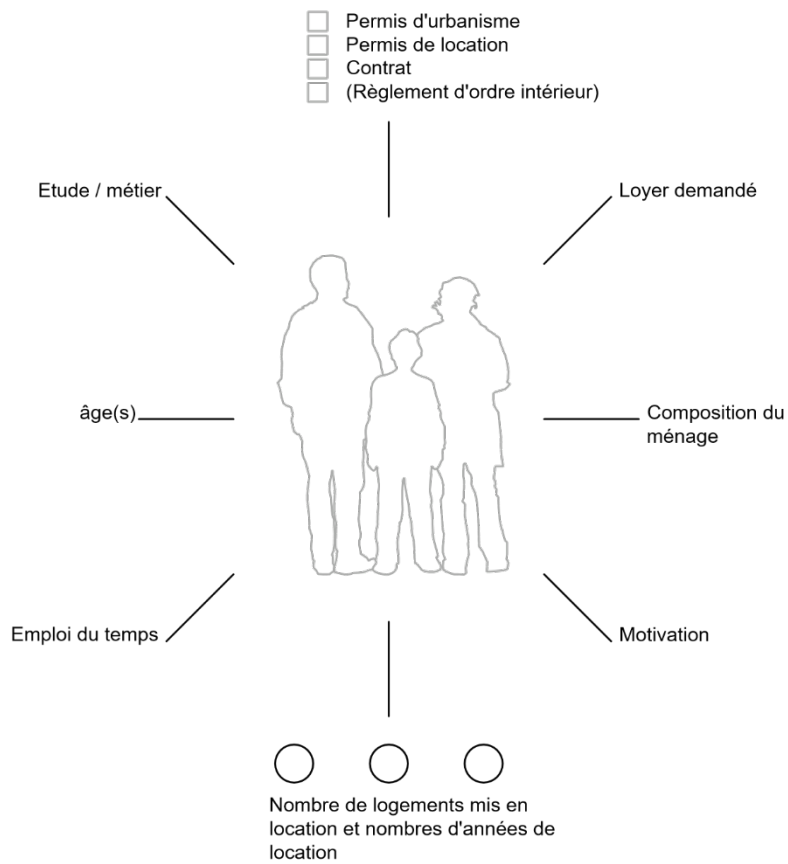 Permis d'urbanisme
Permis de location
Contrat
(Règlement d'ordre intérieur)
Etude / métier
Loyer demandé
âge(s)
Composition du
ménage
Emploi du temps
Motivation
Nombre de logements mis en
location et nombres d'années de
location